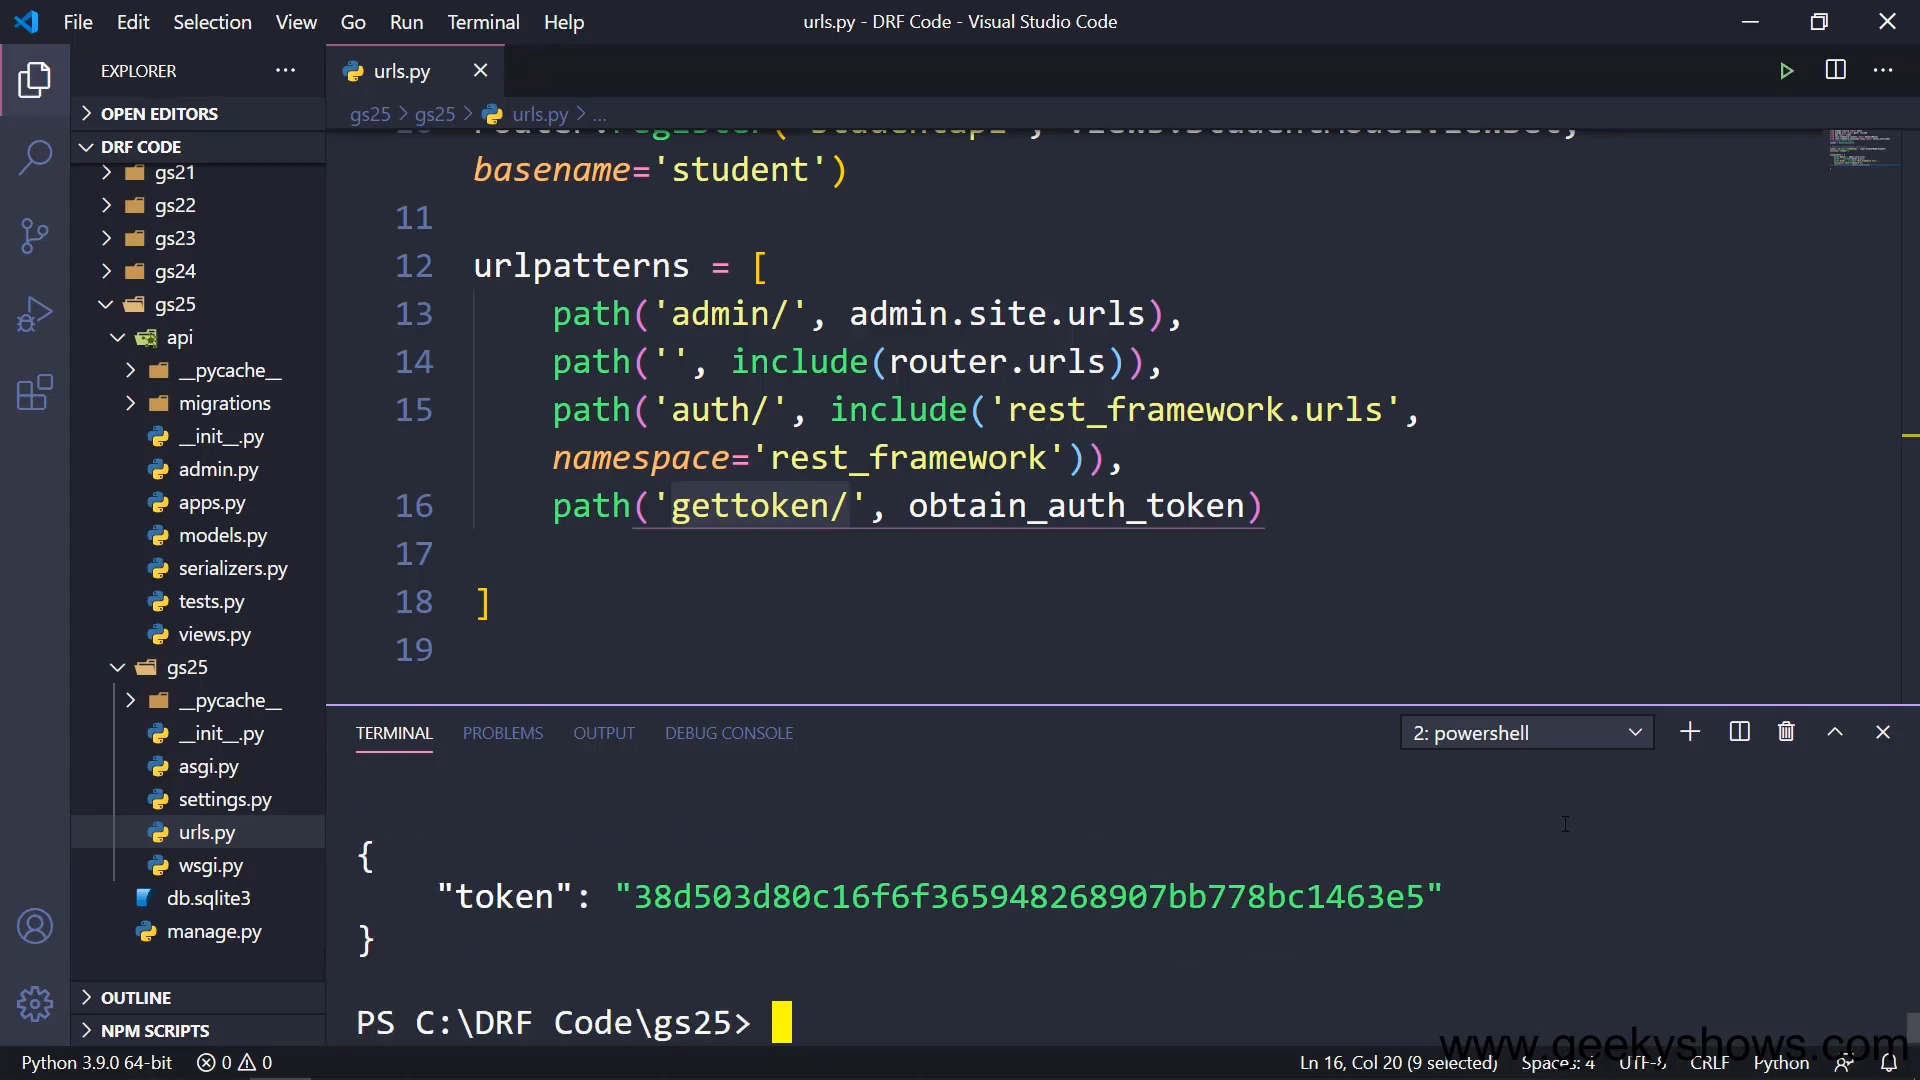 File Edit Selection View Go Run Terminal Help
urls.py - DRF Code - Visual Studio Code
EXPLORER
urls.py
OPEN EDITORS
gs25 > gs25 > urls.py > ...
DRF CODE
gs21
gs22
gs23
gs24
gs25
api
__pycache__
migrations
__init__.py
admin.py
apps.py
models.py
serializers.py
tests.py
views.py
gs25
__pycache__
__init__.py
asgi.py
settings.py
urls.py
wsgi.py
db.sqlite3
manage.py
OUTLINE
NPM SCRIPTS
basename='student')
11
12 urlpatterns = [
13 path('admin/', admin.site.urls),
14 path('', include(router.urls)),
15 path('auth/', include('rest_framework.urls',
namespace='rest_framework')),
16 path('gettoken/', obtain_auth_token)
17
18 ]
19
TERMINAL PROBLEMS OUTPUT DEBUG CONSOLE
2: powershell
{
"token": "38d503d80c16f6f365948268907bb778bc1463e5"
}
PS C:\DRF Code\gs25>
www.geekyshows.com
Python 3.9.0 64-bit 0 0
Ln 16, Col 20 (9 selected) Spaces: 4 UTF-8 CRLF Python